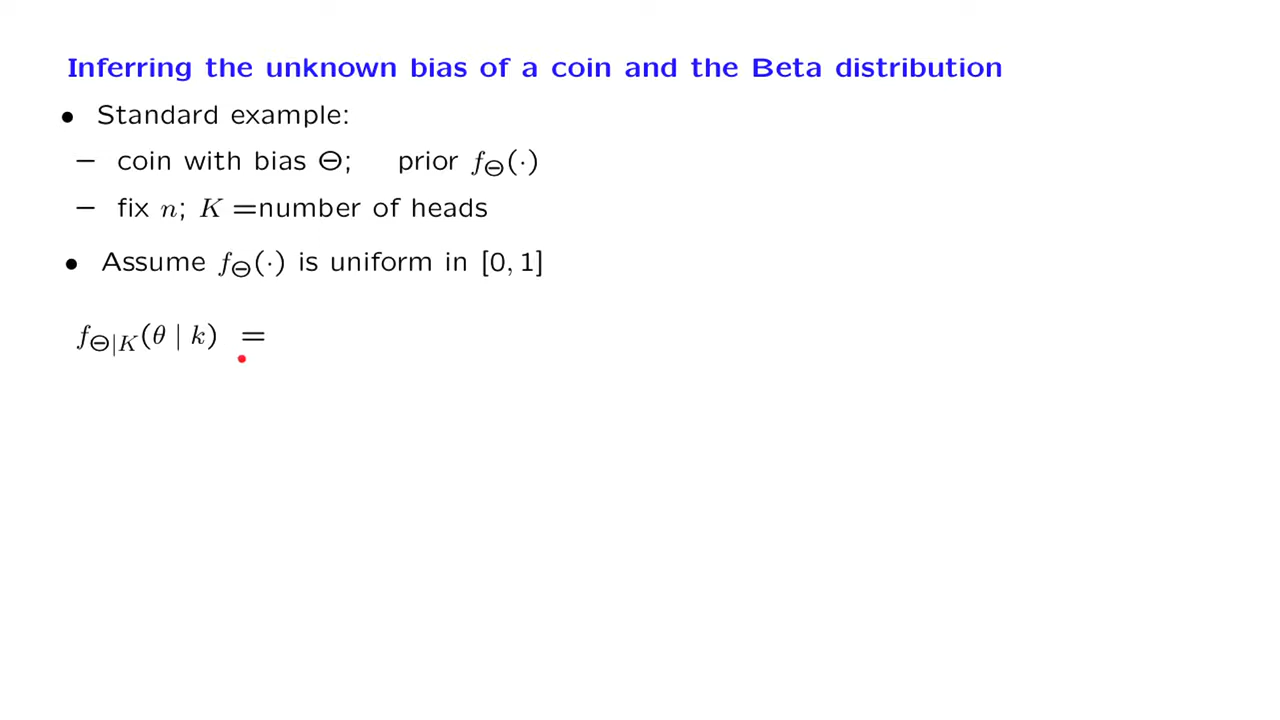 Inferring the unknown bias of a coin and the Beta distribution
• Standard example:
– coin with bias Θ; prior f_Θ(·)
– fix n; K =number of heads
• Assume f_Θ(·) is uniform in [0, 1]
f_{Θ|K}(θ | k) =